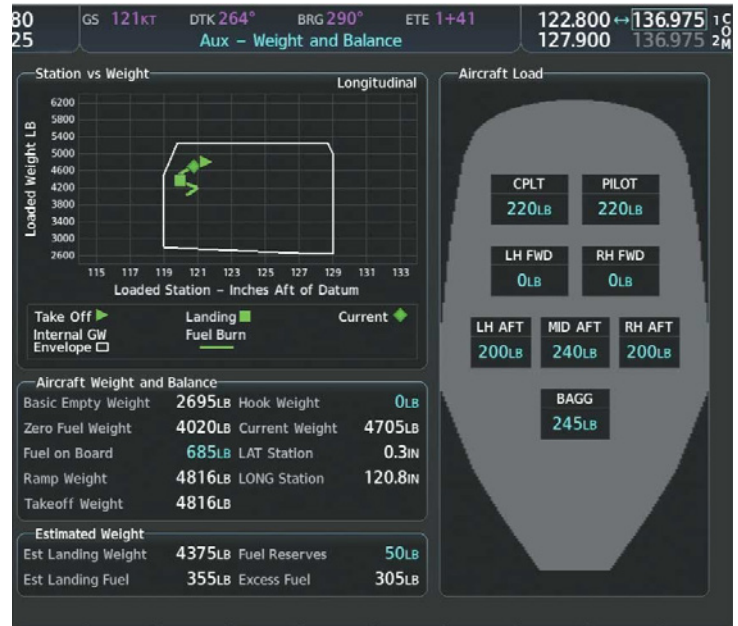 80 GS 121KT DTK 264° BRG 290° ETE 1+41 122.800 ↔ 136.975 1 C
25 Aux – Weight and Balance 127.900 136.975 2 O M
Station vs Weight
Longitudinal
Loaded Weight LB
6200
5800
5400
5000
4600
4200
3800
3400
3000
2600
115 117 119 121 123 125 127 129 131 133
Loaded Station – Inches Aft of Datum
Take Off Landing Current
Internal GW Fuel Burn
Envelope
Aircraft Weight and Balance
Basic Empty Weight 2695LB Hook Weight 0LB
Zero Fuel Weight 4020LB Current Weight 4705LB
Fuel on Board 685LB LAT Station 0.3IN
Ramp Weight 4816LB LONG Station 120.8IN
Takeoff Weight 4816LB
Estimated Weight
Est Landing Weight 4375LB Fuel Reserves 50LB
Est Landing Fuel 355LB Excess Fuel 305LB
Aircraft Load
CPLT PILOT
220LB 220LB
LH FWD RH FWD
0LB 0LB
LH AFT MID AFT RH AFT
200LB 240LB 200LB
BAGG
245LB